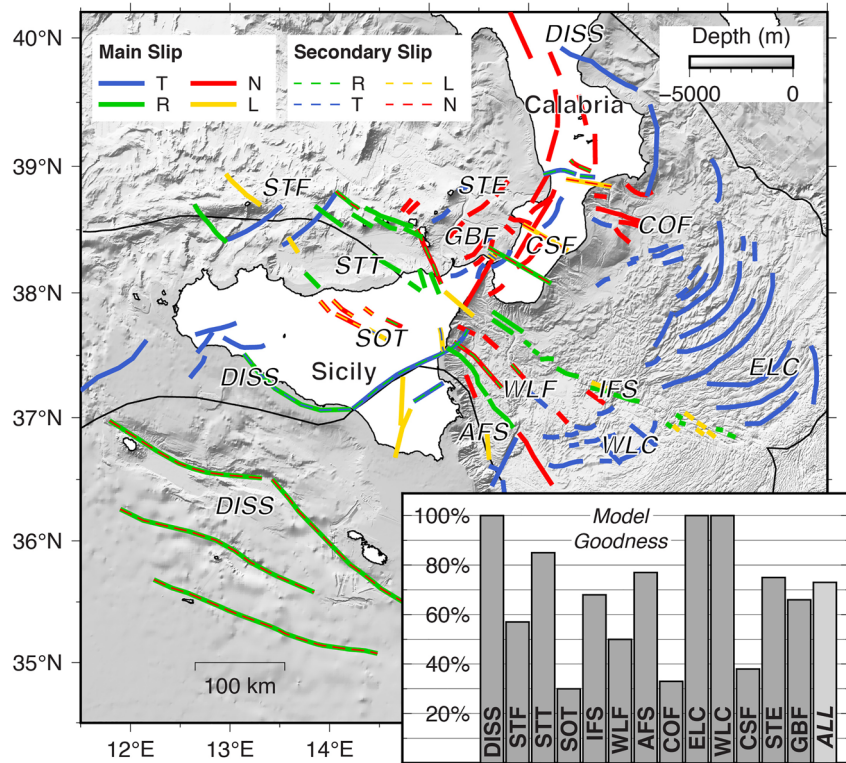 40°N
39°N
38°N
37°N
36°N
35°N
12°E
13°E
14°E
Main Slip
T
N
R
L
Secondary Slip
R
L
T
N
Depth (m)
−5000
0
DISS
Calabria
STF
STE
GBF
CSF
COF
STT
SOT
DISS
Sicily
WLF
IFS
ELC
AFS
WLC
DISS
100 km
Model
Goodness
100%
80%
60%
40%
20%
DISS
STF
STT
SOT
IFS
WLF
AFS
COF
ELC
WLC
CSF
STE
GBF
ALL